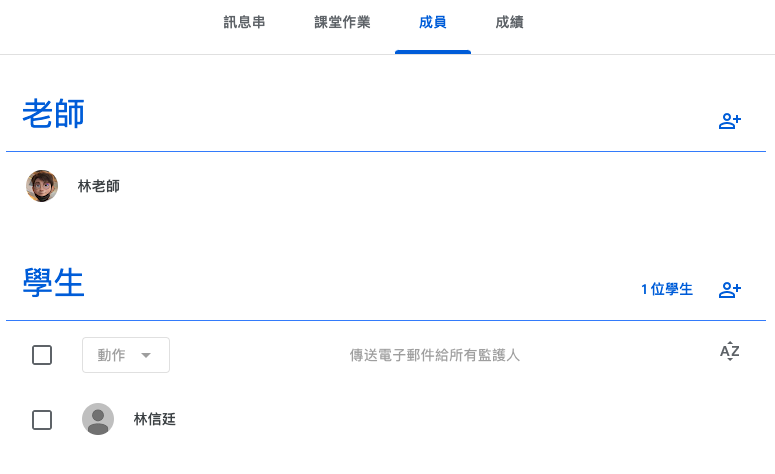 訊息串 課堂作業 成員 成績
老師
林老師
學生 1 位學生
動作 傳送電子郵件給所有監護人 AZ
林信廷